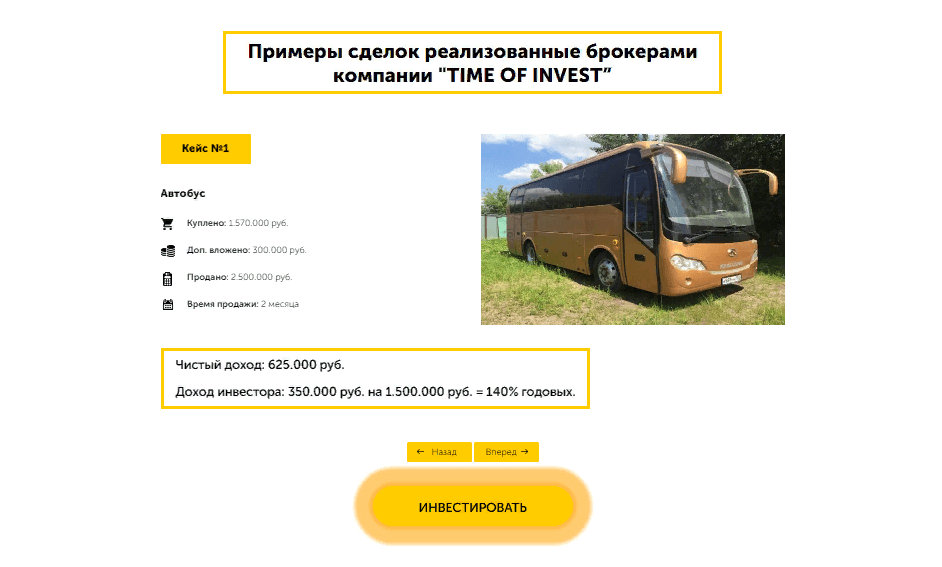 Примеры сделок реализованные брокерами
компании "TIME OF INVEST”
Кейс №1
Автобус
Куплено: 1.570.000 руб.
Доп. вложено: 300.000 руб.
Продано: 2.500.000 руб.
Время продажи: 2 месяца
Чистый доход: 625.000 руб.
Доход инвестора: 350.000 руб. на 1.500.000 руб. = 140% годовых.
← Назад
Вперед →
ИНВЕСТИРОВАТЬ